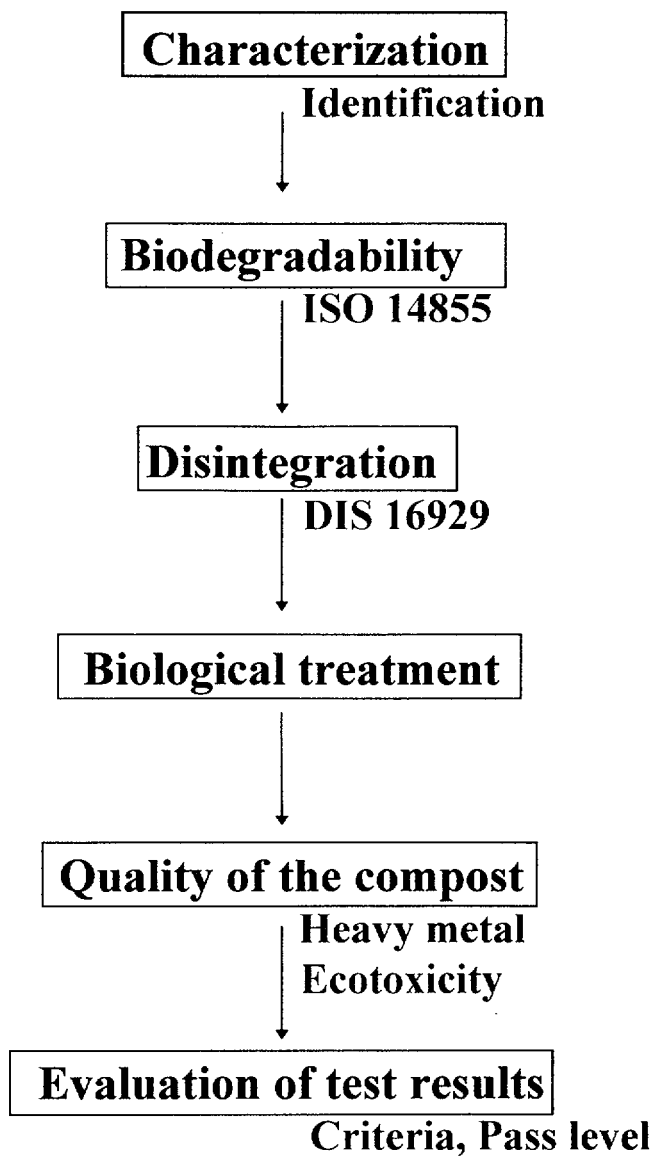 Characterization
Identification
Biodegradability
ISO 14855
Disintegration
DIS 16929
Biological treatment
Quality of the compost
Heavy metal
Ecotoxicity
Evaluation of test results
Criteria, Pass level